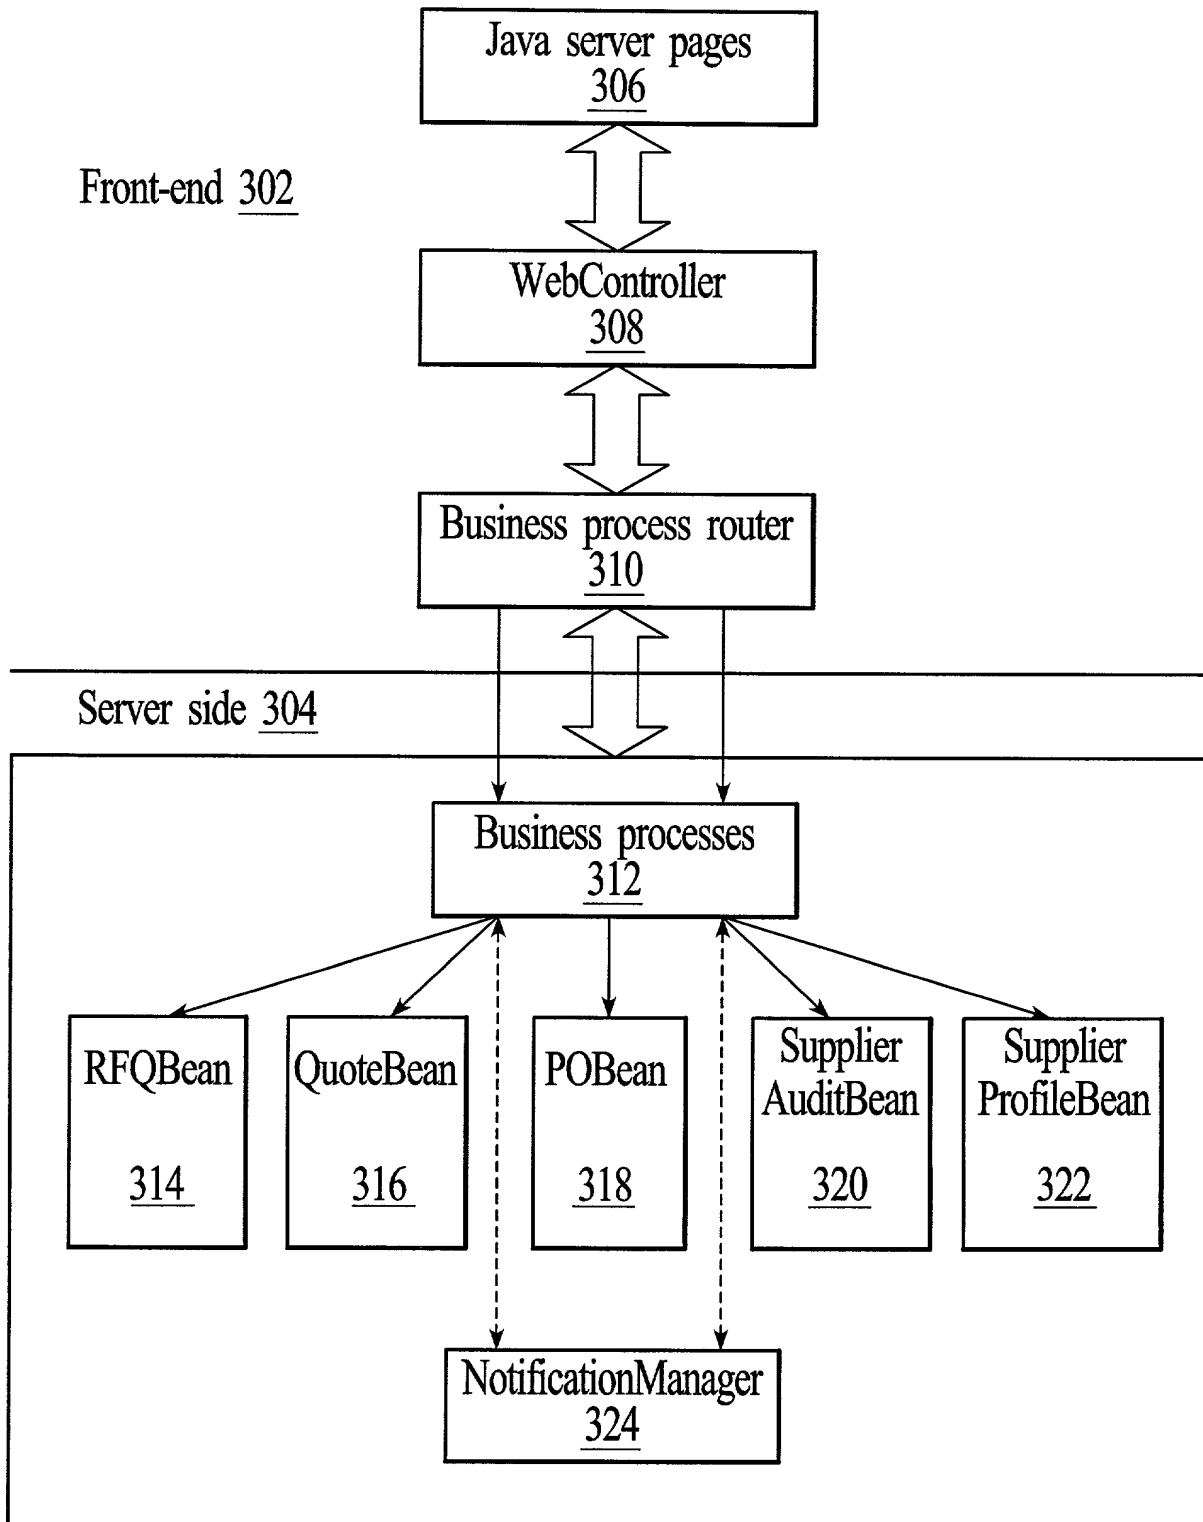 Java server pages
306
Front-end 302
WebController
308
Business process router
310
Server side 304
Business processes
312
RFQBean
314
QuoteBean
316
POBean
318
Supplier
AuditBean
320
Supplier
ProfileBean
322
NotificationManager
324